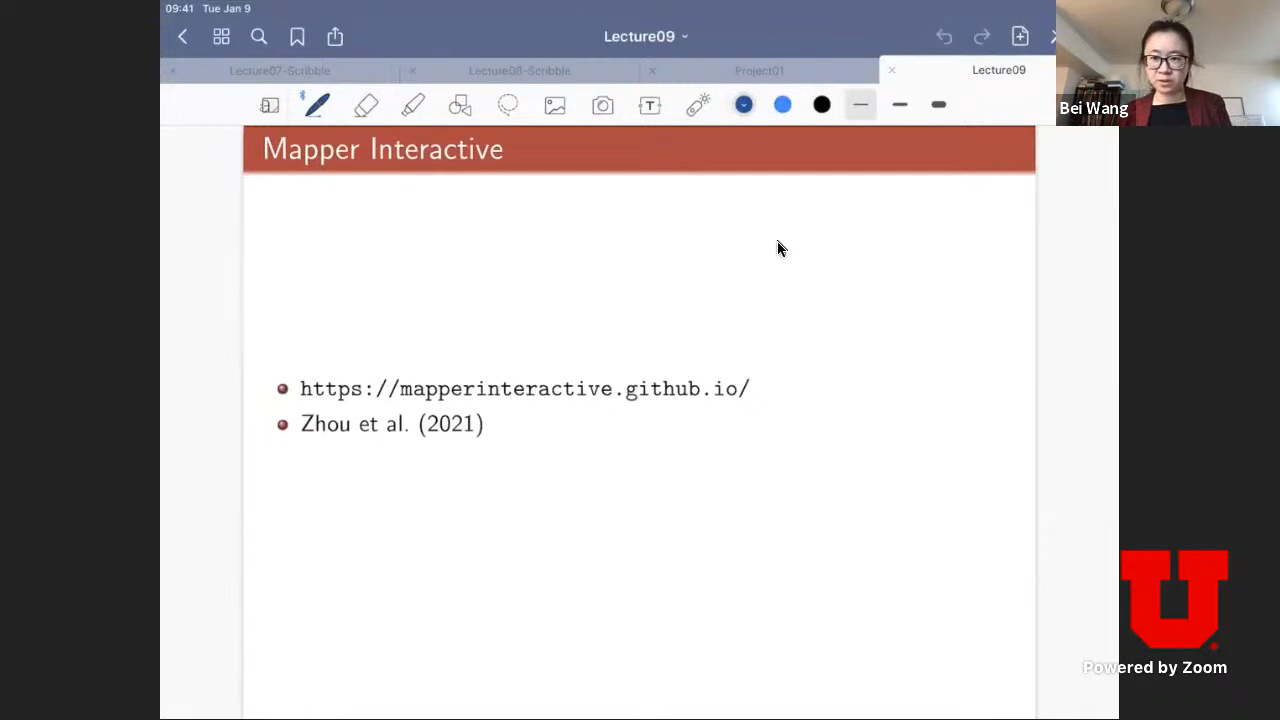 09:41 Tue Jan 9
Lecture09
Lecture07-Scribble
Lecture08-Scribble
Project01
Lecture09
T
Bei Wang
Mapper Interactive
https://mapperinteractive.github.io/
Zhou et al. (2021)
U
Powered by Zoom